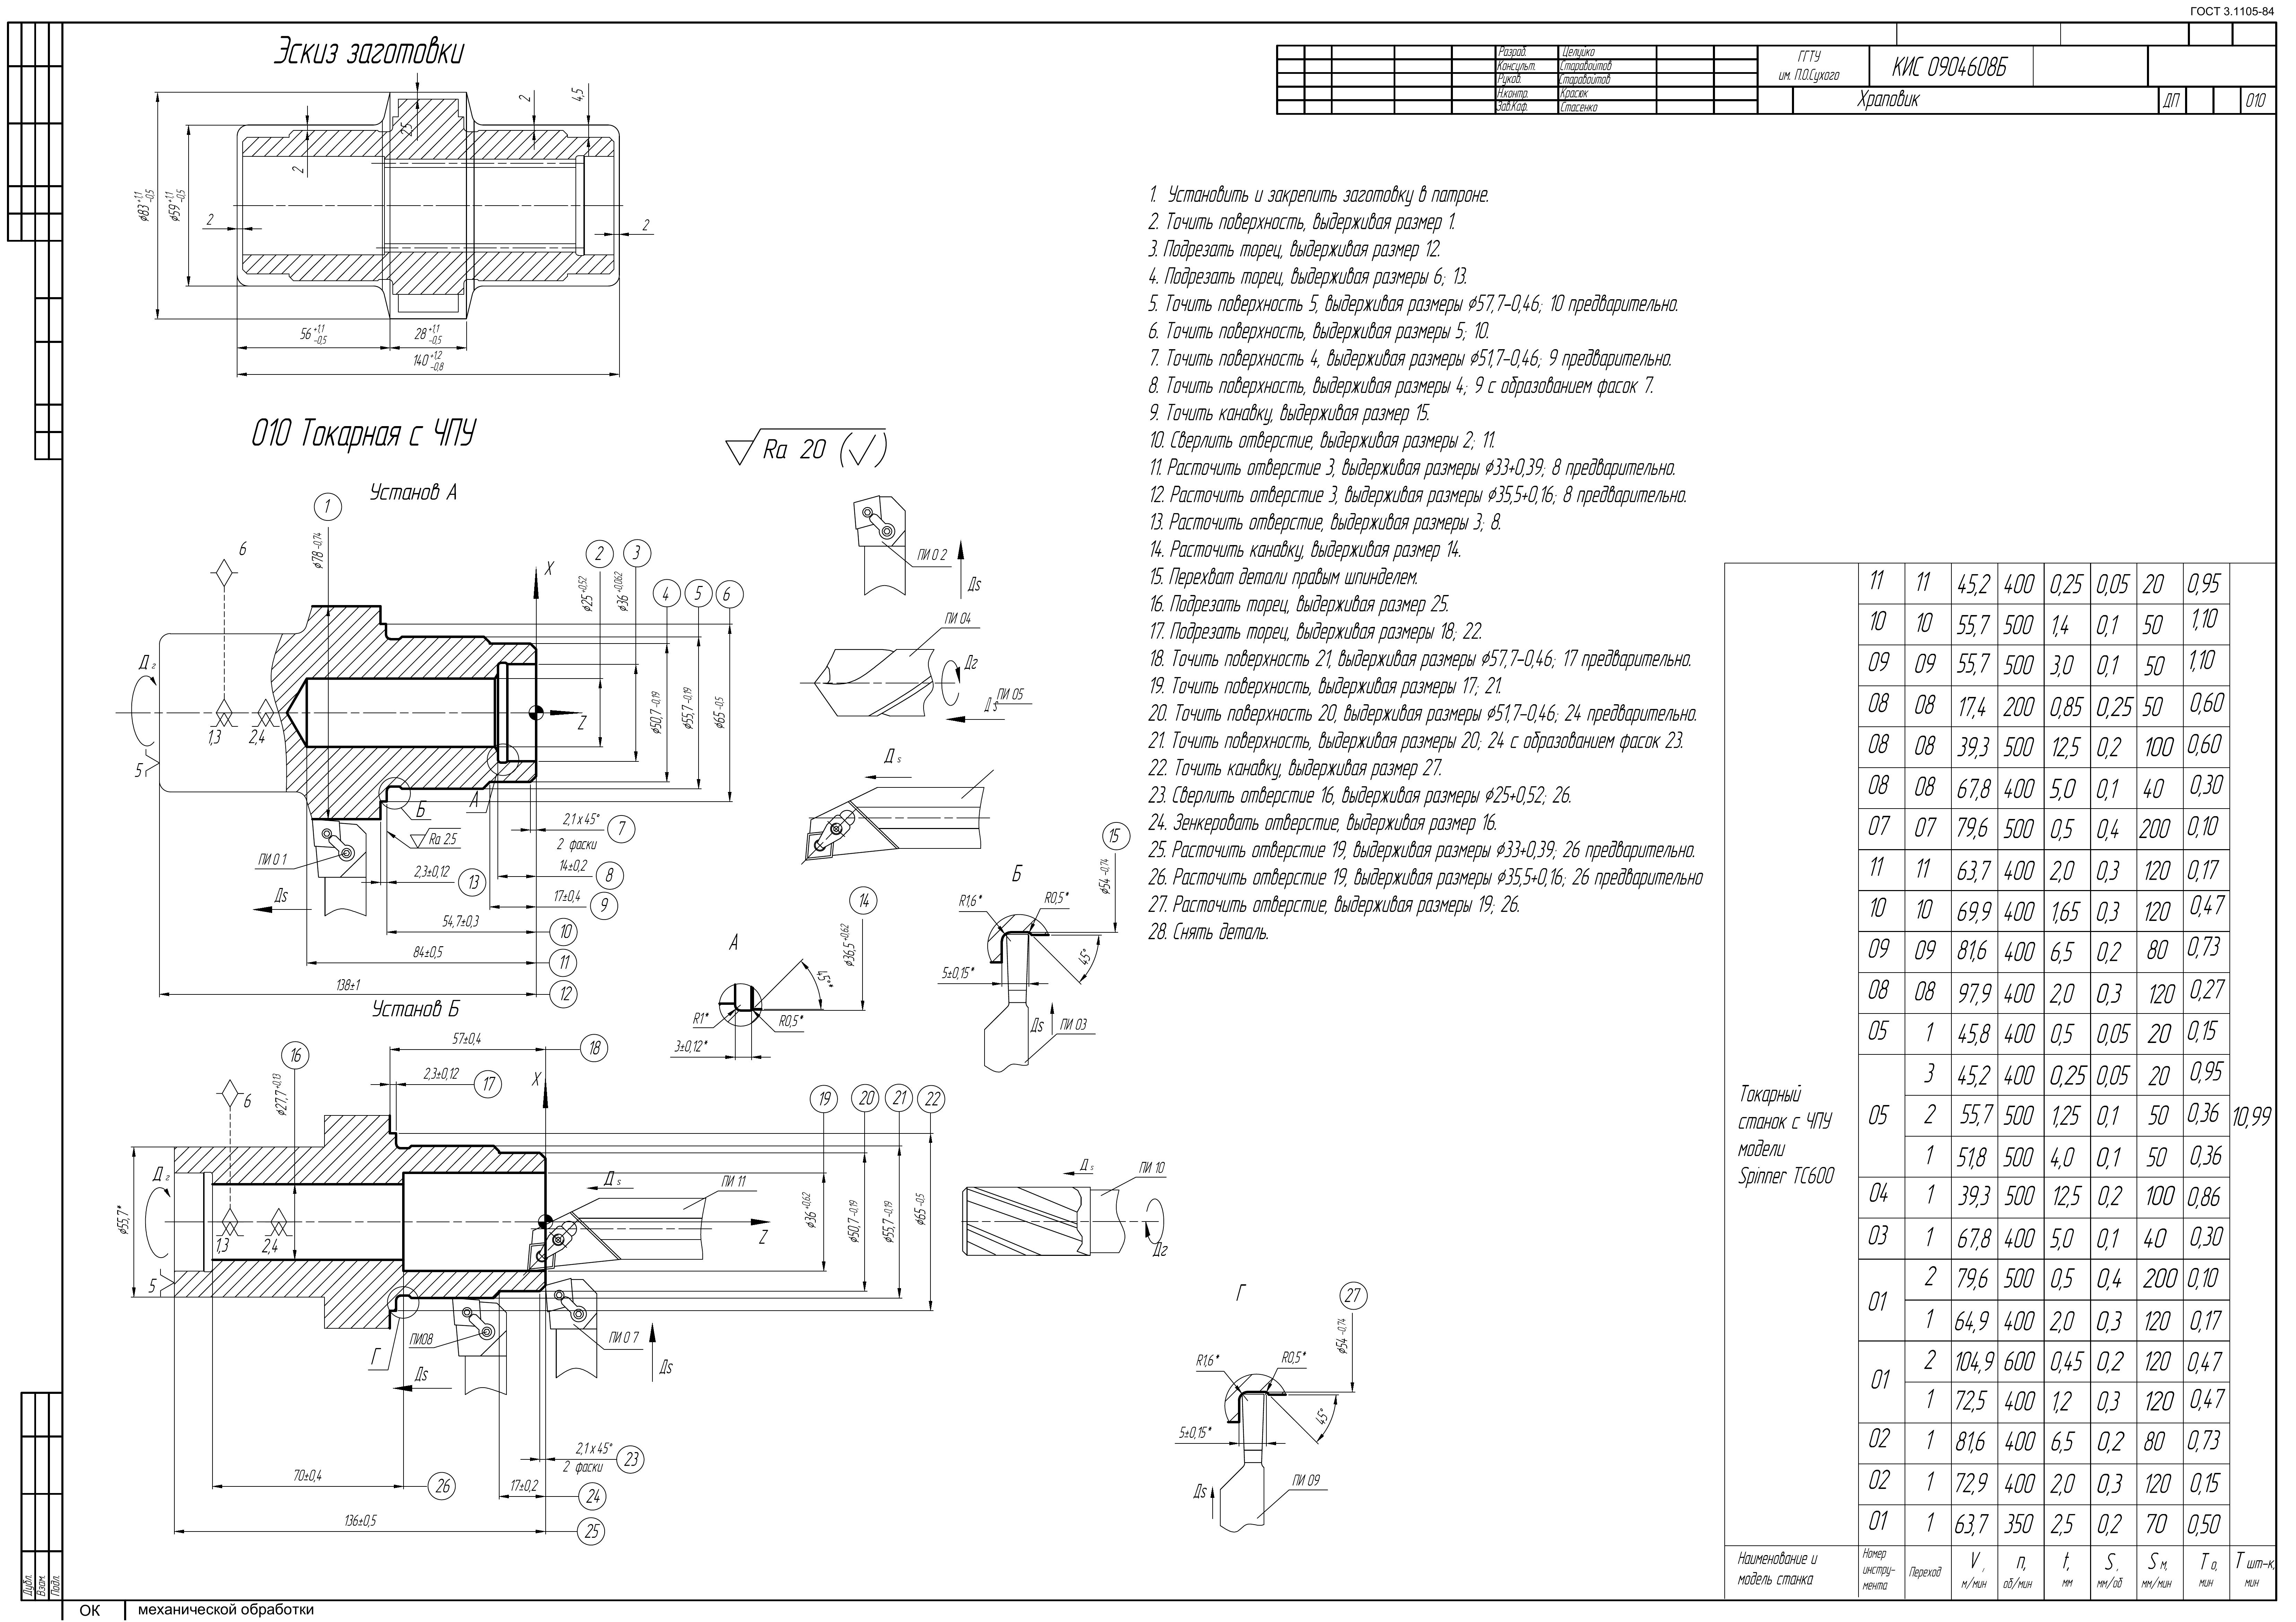 ГОСТ 3.1105-84
Разраб. Целуйко
Консульт. Старовойтов
Руков. Старовойтов
Н.контр. Красюк
Зав.Каф. Стасенко
ГГТУ
им. П.О.Сухого
КИС 0904608Б
Храповик
ДП
010
Эскиз заготовки
ϕ83 +1,1 -0,5
ϕ59 +1,1 -0,5
2
2
2,5
2
4,5
2
56 +1,1 -0,5
28 +1,1 -0,5
140 +1,2 -0,8
010 Токарная с ЧПУ
Ra 20 (√)
Установ А
1
ϕ78 -0,74
6
2
3
4
5
6
X
Z
ϕ25 +0,52
ϕ36 +0,062
ϕ50,7 -0,19
ϕ55,7 -0,19
ϕ65 -0,5
Д г
1,3
2,4
5
Б
А
Ra 2.5
ПИ 0 1
Дs
2,1 x 45°
2 фаски
7
14±0,2
8
2,3±0,12
13
17±0,4
9
54,7±0,3
10
84±0,5
11
138±1
12
ПИ 0 2
Дs
ПИ 04
Дг
ПИ 05
Д s
Д s
А
14
ϕ36,5 +0,62
45°*
R1*
R0,5*
3±0,12*
Б
15
ϕ54 -0,74
R1,6*
R0,5*
45°
5±0,15*
Дs
ПИ 03
Установ Б
57±0,4
18
16
2,3±0,12
17
ϕ27,7 +0,13
6
X
Z
19
20
21
22
ϕ36 +0,62
ϕ50,7 -0,19
ϕ55,7 -0,19
ϕ65 -0,5
ϕ55,7*
Д г
1,3
2,4
5
Д s
ПИ 11
ПИ08
ПИ 0 7
Г
Дs
Дs
2,1 x 45°
2 фаски
23
70±0,4
26
17±0,2
24
136±0,5
25
Д s
ПИ 10
Дг
Г
27
ϕ54 -0,74
R1,6*
R0,5*
45°
5±0,15*
Дs
ПИ 09
1. Установить и закрепить заготовку в патроне.
2. Точить поверхность, выдерживая размер 1.
3. Подрезать торец, выдерживая размер 12.
4. Подрезать торец, выдерживая размеры 6; 13.
5. Точить поверхность 5, выдерживая размеры ϕ57,7-0,46; 10 предварительно.
6. Точить поверхность, выдерживая размеры 5; 10.
7. Точить поверхность 4, выдерживая размеры ϕ51,7-0,46; 9 предварительно.
8. Точить поверхность, выдерживая размеры 4; 9 с образованием фасок 7.
9. Точить канавку, выдерживая размер 15.
10. Сверлить отверстие, выдерживая размеры 2; 11.
11. Расточить отверстие 3, выдерживая размеры ϕ33+0,39; 8 предварительно.
12. Расточить отверстие 3, выдерживая размеры ϕ35,5+0,16; 8 предварительно.
13. Расточить отверстие, выдерживая размеры 3; 8.
14. Расточить канавку, выдерживая размер 14.
15. Перехват детали правым шпинделем.
16. Подрезать торец, выдерживая размер 25.
17. Подрезать торец, выдерживая размеры 18; 22.
18. Точить поверхность 21, выдерживая размеры ϕ57,7-0,46; 17 предварительно.
19. Точить поверхность, выдерживая размеры 17; 21.
20. Точить поверхность 20, выдерживая размеры ϕ51,7-0,46; 24 предварительно.
21. Точить поверхность, выдерживая размеры 20; 24 с образованием фасок 23.
22. Точить канавку, выдерживая размер 27.
23. Сверлить отверстие 16, выдерживая размеры ϕ25+0,52; 26.
24. Зенкеровать отверстие, выдерживая размер 16.
25. Расточить отверстие 19, выдерживая размеры ϕ33+0,39; 26 предварительно.
26. Расточить отверстие 19, выдерживая размеры ϕ35,5+0,16; 26 предварительно
27. Расточить отверстие, выдерживая размеры 19; 26.
28. Снять деталь.
11 11 45,2 400 0,25 0,05 20 0,95
10 10 55,7 500 1,4 0,1 50 1,10
09 09 55,7 500 3,0 0,1 50 1,10
08 08 17,4 200 0,85 0,25 50 0,60
08 08 39,3 500 12,5 0,2 100 0,60
08 08 67,8 400 5,0 0,1 40 0,30
07 07 79,6 500 0,5 0,4 200 0,10
11 11 63,7 400 2,0 0,3 120 0,17
10 10 69,9 400 1,65 0,3 120 0,47
09 09 81,6 400 6,5 0,2 80 0,73
08 08 97,9 400 2,0 0,3 120 0,27
05 1 45,8 400 0,5 0,05 20 0,15
3 45,2 400 0,25 0,05 20 0,95
05 2 55,7 500 1,25 0,1 50 0,36 10,99
1 51,8 500 4,0 0,1 50 0,36
04 1 39,3 500 12,5 0,2 100 0,86
03 1 67,8 400 5,0 0,1 40 0,30
01 2 79,6 500 0,5 0,4 200 0,10
1 64,9 400 2,0 0,3 120 0,17
01 2 104,9 600 0,45 0,2 120 0,47
1 72,5 400 1,2 0,3 120 0,47
02 1 81,6 400 6,5 0,2 80 0,73
02 1 72,9 400 2,0 0,3 120 0,15
01 1 63,7 350 2,5 0,2 70 0,50
Токарный
станок с ЧПУ
модели
Spinner TC600
Наименование и
модель станка
Номер
инстру-
мента
Переход
V, м/мин
n, об/мин
t, мм
S, мм/об
S м, мм/мин
T о, мин
T шт-к, мин
Дубл.
Взам.
Подл.
ОК
механической обработки